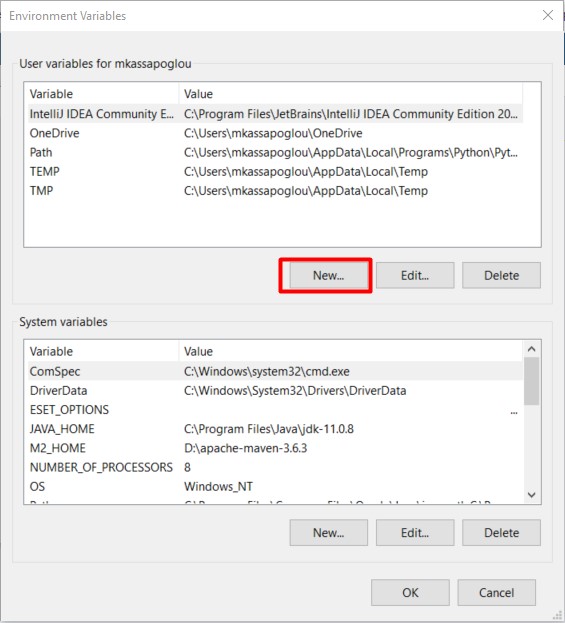 Environment Variables
User variables for mkassapoglou
Variable Value
IntelliJ IDEA Community E... C:\Program Files\JetBrains\IntelliJ IDEA Community Edition 20...
OneDrive C:\Users\mkassapoglou\OneDrive
Path C:\Users\mkassapoglou\AppData\Local\Programs\Python\Pyt...
TEMP C:\Users\mkassapoglou\AppData\Local\Temp
TMP C:\Users\mkassapoglou\AppData\Local\Temp
New... Edit... Delete
System variables
Variable Value
ComSpec C:\Windows\system32\cmd.exe
DriverData C:\Windows\System32\Drivers\DriverData
ESET_OPTIONS ...
JAVA_HOME C:\Program Files\Java\jdk-11.0.8
M2_HOME D:\apache-maven-3.6.3
NUMBER_OF_PROCESSORS 8
OS Windows_NT
New... Edit... Delete
OK Cancel